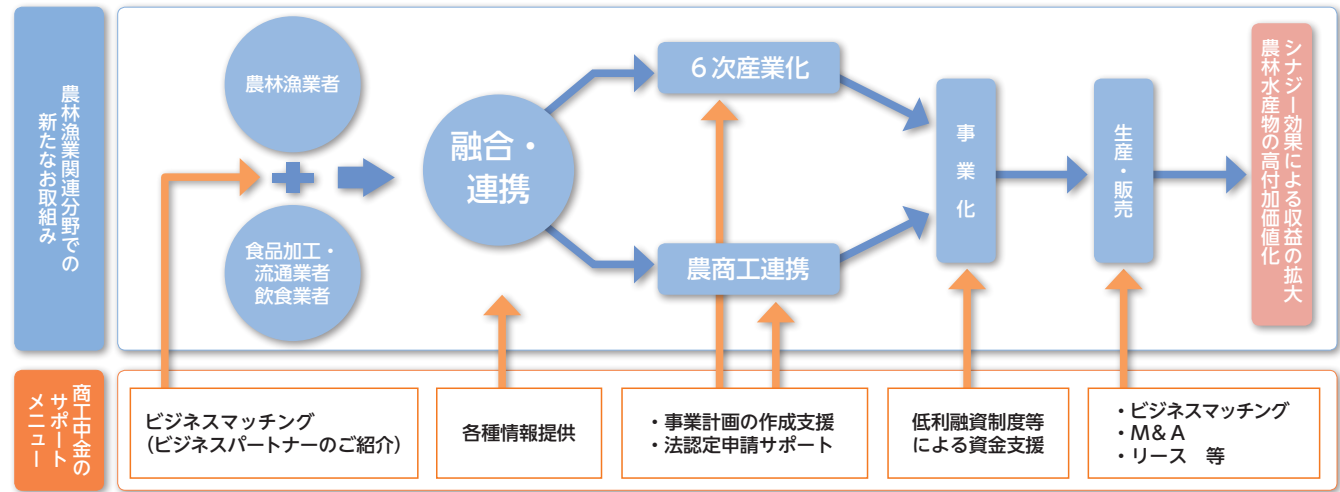 農林漁業関連分野での
新たなお取組み
農林漁業者
食品加工・
流通業者
飲食業者
融合・
連携
6次産業化
農商工連携
事業化
生産・販売
シナジー効果による収益の拡大
農林水産物の高付加価値化
商工中金の
サポート
メニュー
ビジネスマッチング
(ビジネスパートナーのご紹介)
各種情報提供
・事業計画の作成支援
・法認定申請サポート
低利融資制度等
による資金支援
・ビジネスマッチング
・M&A
・リース 等